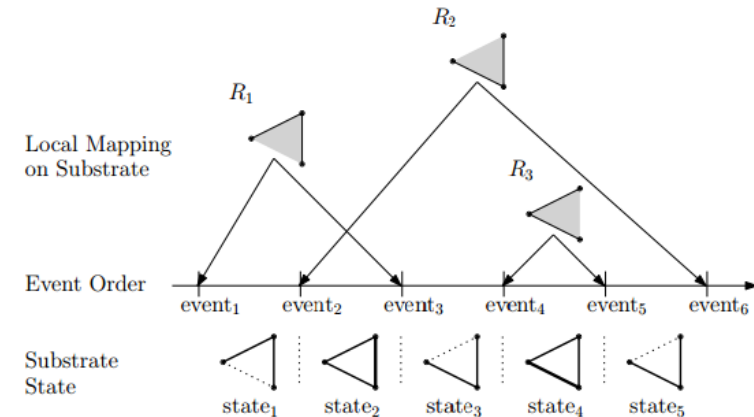 R₂
R₁
Local Mapping
on Substrate
R₃
Event Order
event₁ event₂ event₃ event₄ event₅ event₆
Substrate
State
state₁ state₂ state₃ state₄ state₅